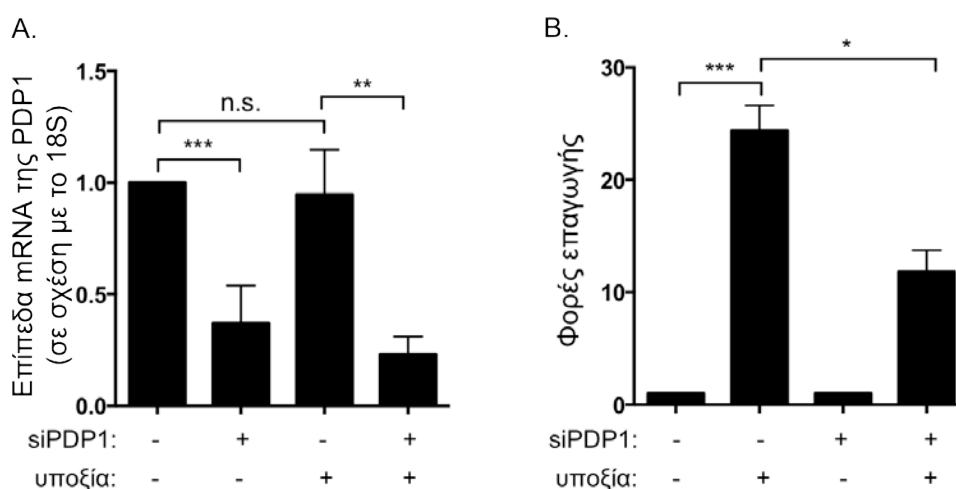 A.
Επίπεδα mRNA της PDP1
(σε σχέση με το 18S)
1.5
1.0
0.5
0.0
n.s.
***
**
siPDP1: - + - +
υποξία: - - + +
B.
Φορές επαγωγής
30
20
10
0
***
*
siPDP1: - - + +
υποξία: - + - +